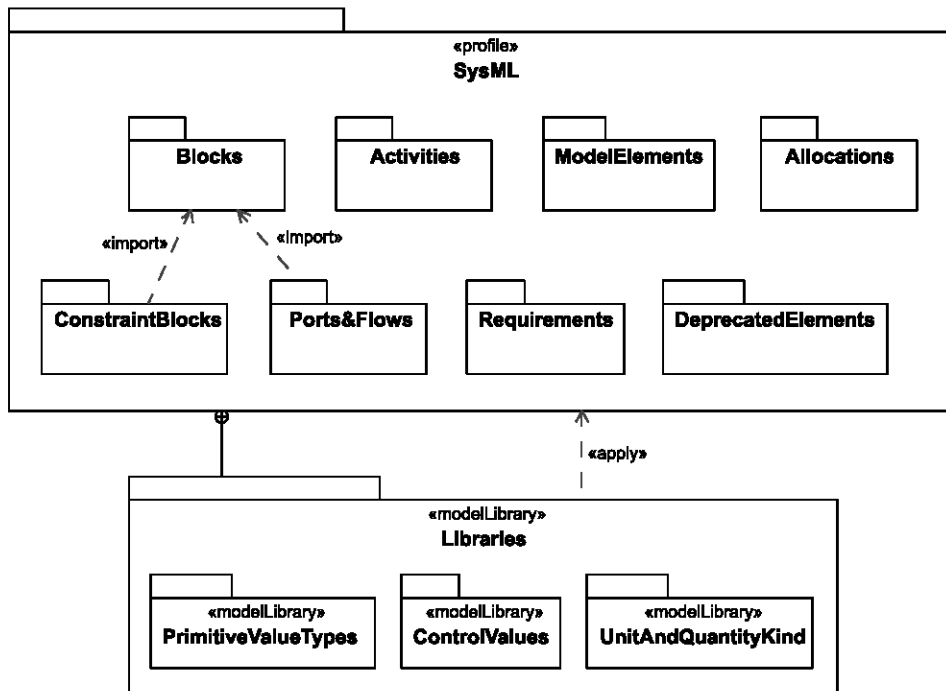 «profile»
SysML
Blocks
Activities
ModelElements
Allocations
«import»
«import»
ConstraintBlocks
Ports&Flows
Requirements
DeprecatedElements
«apply»
«modelLibrary»
Libraries
«modelLibrary»
PrimitiveValueTypes
«modelLibrary»
ControlValues
«modelLibrary»
UnitAndQuantityKind